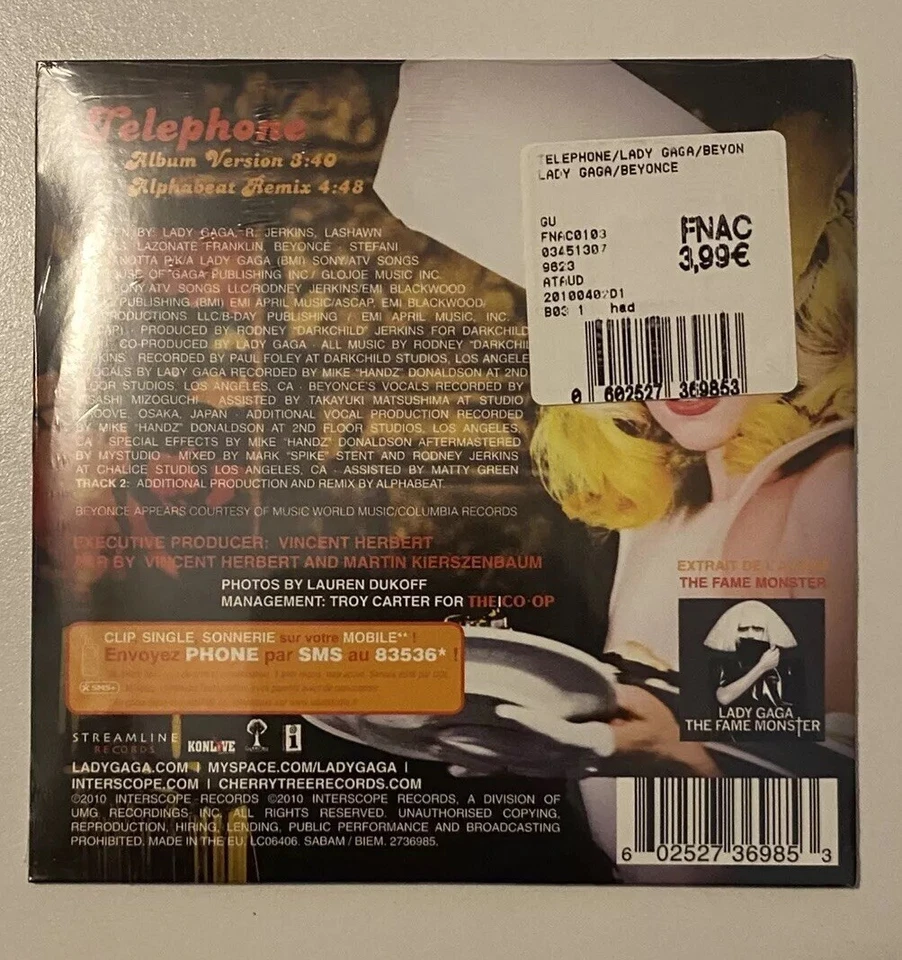 Telephone
Album Version 3:40
Alphabeat Remix 4:48
BY LADY GAGA, R. JERKINS, LASHAWN
LAZONATE FRANKLIN, BEYONCE · STEFANI
P/K/A LADY GAGA (BMI) SONY/ATV SONGS
HOUSE OF GAGA PUBLISHING INC / GLOJOE MUSIC INC.
SONY/ATV SONGS LLC/RODNEY JERKINS/EMI BLACKWOOD
PUBLISHING (BMI) EMI APRIL MUSIC/ASCAP, EMI BLACKWOOD/
LLC/B-DAY PUBLISHING EMI APRIL MUSIC, INC.
· PRODUCED BY RODNEY "DARKCHILD" JERKINS FOR DARKCHILD
CO-PRODUCED BY LADY GAGA · ALL MUSIC BY RODNEY
RECORDED BY PAUL FOLEY AT DARKCHILD STUDIOS, LOS
BY LADY GAGA RECORDED BY MIKE "HANDZ" DONALDSON AT 2ND
STUDIOS, LOS ANGELES, CA · BEYONCE'S VOCALS RECORDED BY
MIZOGUCHI · ASSISTED BY TAKAYUKI MATSUSHIMA AT STUDIO
OSAKA, JAPAN ADDITIONAL VOCAL PRODUCTION RECORDED
BY MIKE "HANDZ" DONALDSON AT 2ND FLOOR STUDIOS, LOS ANGELES,
CA · SPECIAL EFFECTS BY MIKE "HANDZ" DONALDSON AFTERMASTERED
BY MYSTUDIO · MIXED BY MARK "SPIKE" STENT AND RODNEY JERKINS
AT CHALICE STUDIOS LOS ANGELES, CA · ASSISTED BY MATTY GREEN
TRACK 2: ADDITIONAL PRODUCTION AND REMIX BY ALPHABEAT.
BEYONCE APPEARS COURTESY OF MUSIC WORLD MUSIC/COLUMBIA RECORDS
EXECUTIVE PRODUCER: VINCENT HERBERT
A&R BY VINCENT HERBERT AND MARTIN KIERSZENBAUM
PHOTOS BY LAUREN DUKOFF
MANAGEMENT: TROY CARTER FOR THE CO·OP
CLIP SINGLE SONNERIE sur votre MOBILE** !
Envoyez PHONE par SMS au 83536* !
SMS+
STREAMLINE
RECORDS
KONLIVE
i
LADYGAGA.COM I MYSPACE.COM/LADYGAGA I
INTERSCOPE.COM I CHERRYTREERECORDS.COM
℗2010 INTERSCOPE RECORDS ©2010 INTERSCOPE RECORDS, A DIVISION OF
UMG RECORDINGS INC. ALL RIGHTS RESERVED. UNAUTHORISED COPYING,
REPRODUCTION, HIRING, LENDING, PUBLIC PERFORMANCE AND BROADCASTING
PROHIBITED. MADE IN THE EU. LC06406. SABAM / BIEM. 2736985.
TELEPHONE/LADY GAGA/BEYON
LADY GAGA/BEYONCE
GU
FNAC0103
03451307
9623
ATAUD
20100402D1
B03 1 had
FNAC
3,99€
0 602527 369853
EXTRAIT DE L'ALBUM
THE FAME MONSTER
LADY GAGA
THE FAME MONSTER
6 02527 36985 3